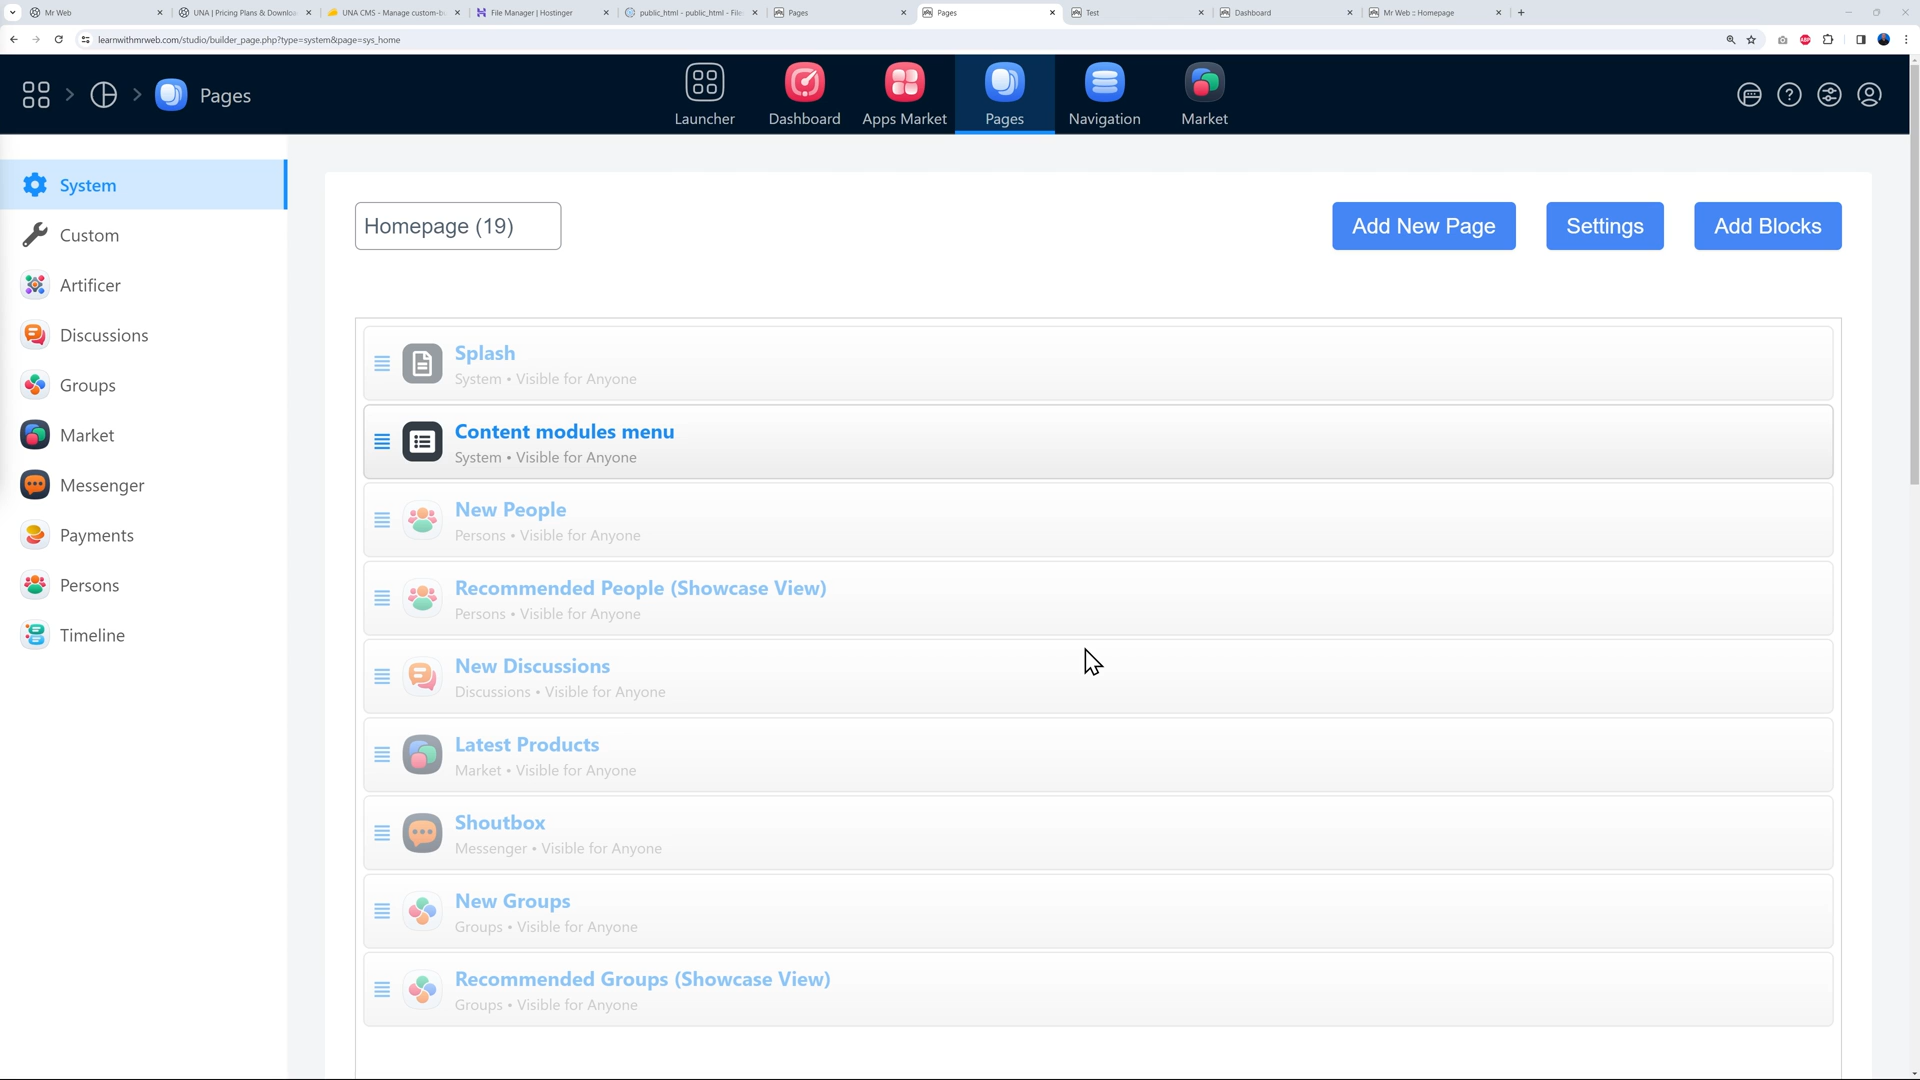 Mr Web
UNA | Pricing Plans & Downloa
UNA CMS - Manage custom-bu
File Manager | Hostinger
public_html - public_html - File
Pages
Pages
Test
Dashboard
Mr Web :: Homepage
learnwithmrweb.com/studio/builder_page.php?type=system&page=sys_home
Pages
Launcher
Dashboard
Apps Market
Pages
Navigation
Market
System
Custom
Artificer
Discussions
Groups
Market
Messenger
Payments
Persons
Timeline
Homepage (19)
Add New Page
Settings
Add Blocks
Splash
System • Visible for Anyone
Content modules menu
System • Visible for Anyone
New People
Persons • Visible for Anyone
Recommended People (Showcase View)
Persons • Visible for Anyone
New Discussions
Discussions • Visible for Anyone
Latest Products
Market • Visible for Anyone
Shoutbox
Messenger • Visible for Anyone
New Groups
Groups • Visible for Anyone
Recommended Groups (Showcase View)
Groups • Visible for Anyone